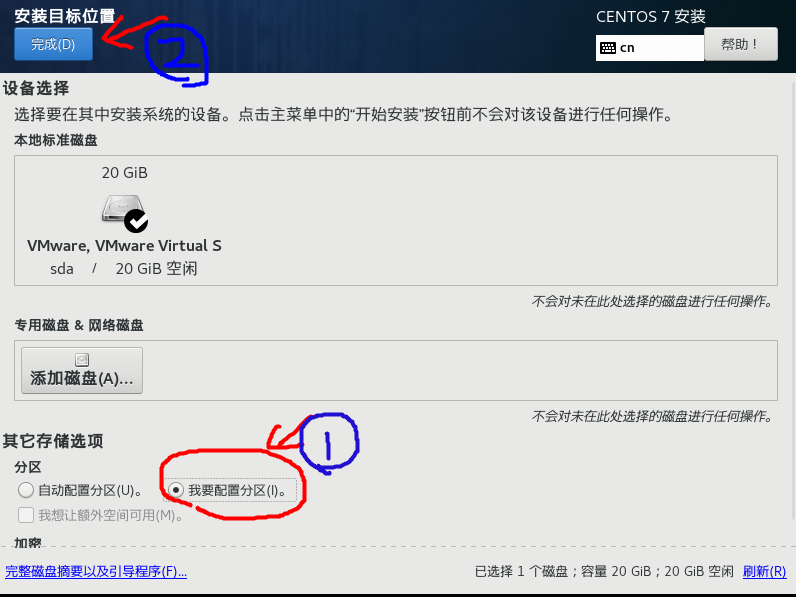 安装目标位置
CENTOS 7 安装
完成(D)
2
cn
帮助！
设备选择
选择要在其中安装系统的设备。点击主菜单中的“开始安装”按钮前不会对该设备进行任何操作。
本地标准磁盘
20 GiB
VMware, VMware Virtual S
sda / 20 GiB 空闲
不会对未在此处选择的磁盘进行任何操作。
专用磁盘 & 网络磁盘
添加磁盘(A)...
不会对未在此处选择的磁盘进行任何操作。
其它存储选项
1
分区
自动配置分区(U)。 我要配置分区(I)。
我想让额外空间可用(M)。
加密
完整磁盘摘要以及引导程序(F)...
已选择 1 个磁盘；容量 20 GiB；20 GiB 空闲 刷新(R)